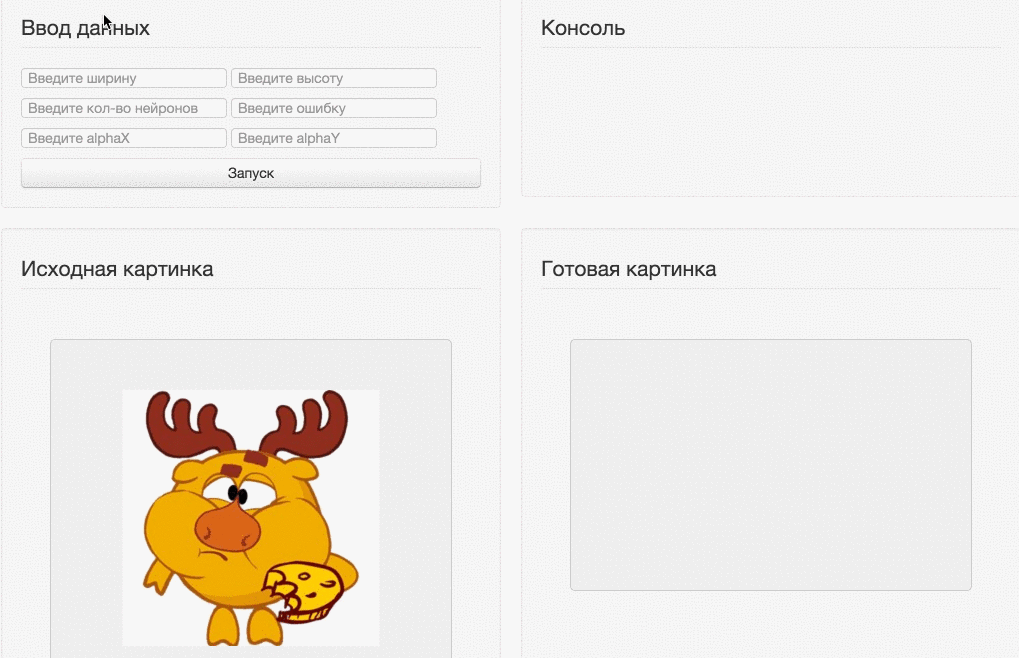 Ввод данных
Введите ширину Введите высоту
Введите кол-во нейронов Введите ошибку
Введите alphaX Введите alphaY
Запуск
Консоль
Исходная картинка
Готовая картинка